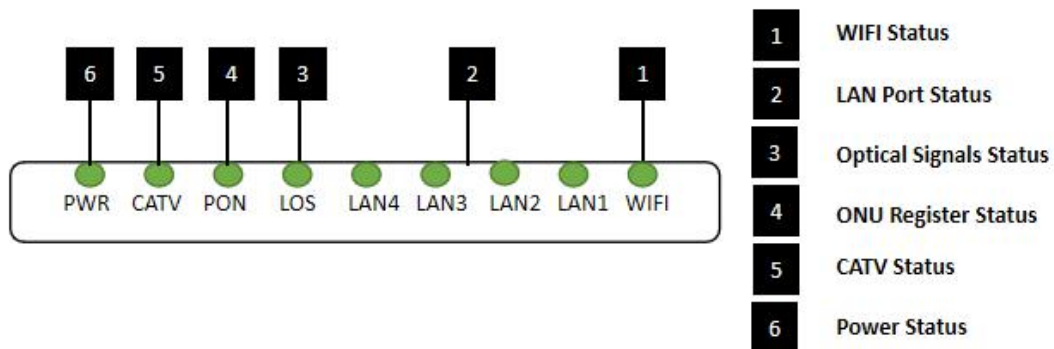 6 5 4 3 2 1
PWR CATV PON LOS LAN4 LAN3 LAN2 LAN1 WIFI
1 WIFI Status
2 LAN Port Status
3 Optical Signals Status
4 ONU Register Status
5 CATV Status
6 Power Status